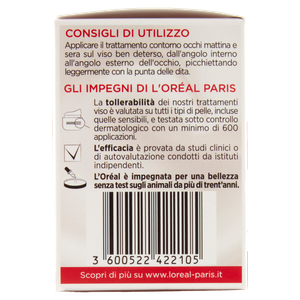 CONSIGLI DI UTILIZZO
Applicare il trattamento contorno occhi mattina e
sera sul viso ben deterso, dall'angolo interno
all'angolo esterno dell'occhio, picchiettando
leggermente con la punta delle dita.
GLI IMPEGNI DI L'ORÉAL PARIS
La tollerabilità dei nostri trattamenti
viso è valutata su tutti i tipi di pelle, incluse
quelle sensibili, e testata sotto controllo
dermatologico con un minimo di 600
applicazioni.
L'efficacia è provata da studi clinici o
di autovalutazione condotti da istituti
indipendenti.
L'Oréal è impegnata per una bellezza
senza test sugli animali da più di trent'anni.
3 600522 422105
Scopri di più su www.loreal-paris.it